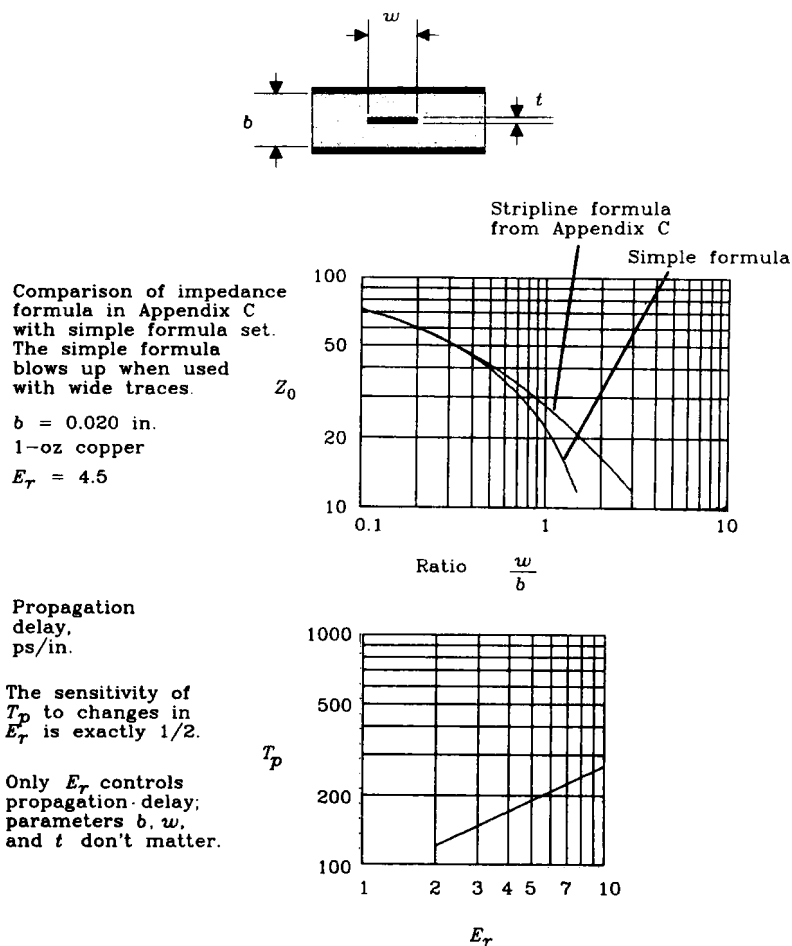 w
b
t
Stripline formula
from Appendix C
Simple formula
Comparison of impedance
formula in Appendix C
with simple formula set.
The simple formula
blows up when used
with wide traces.
b = 0.020 in.
1-oz copper
E_r = 4.5
Z_0
100
50
20
10
0.1
1
10
Ratio w/b
Propagation
delay,
ps/in.
The sensitivity of
T_p to changes in
E_r is exactly 1/2.
Only E_r controls
propagation delay;
parameters b, w,
and t don't matter.
T_p
1000
500
200
100
1 2 3 4 5 7 10
E_r